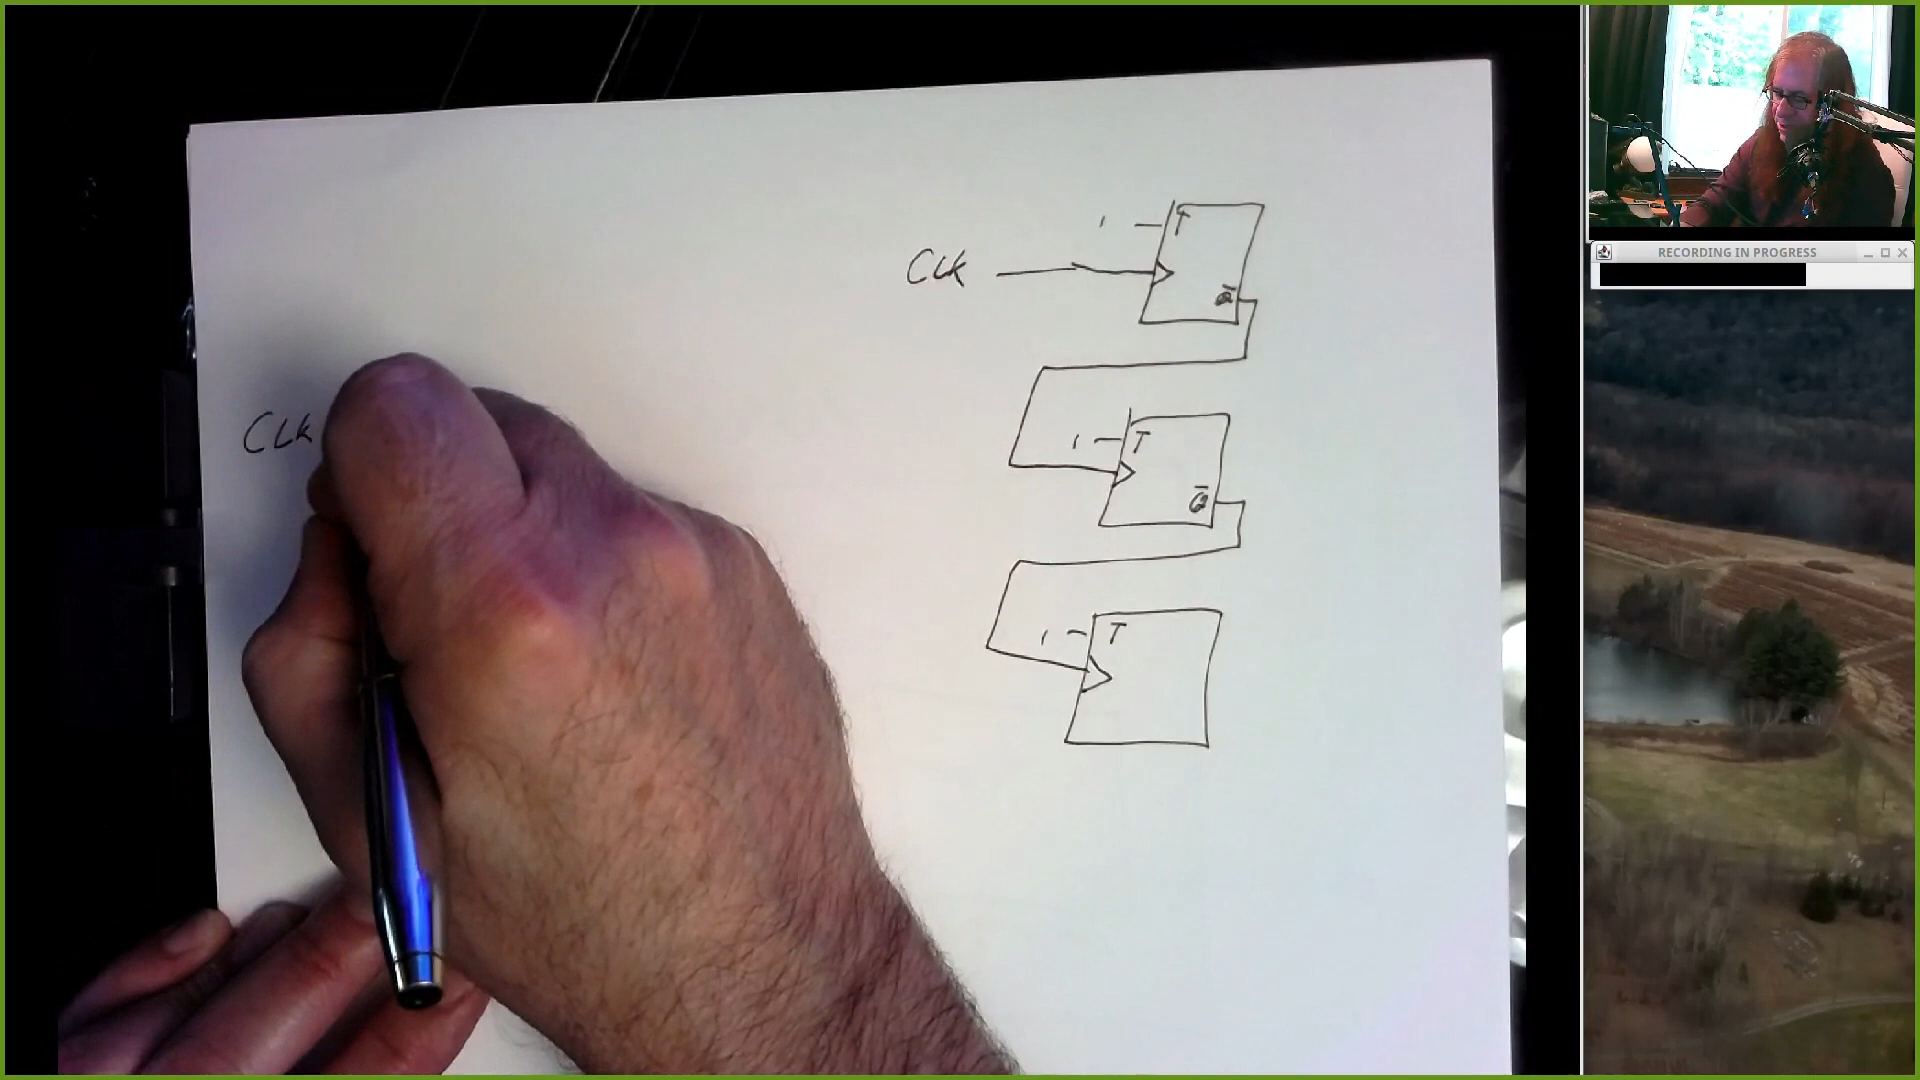 1 T
CLK
Q̅
CLK
1 T
Q̅
1 T
RECORDING IN PROGRESS